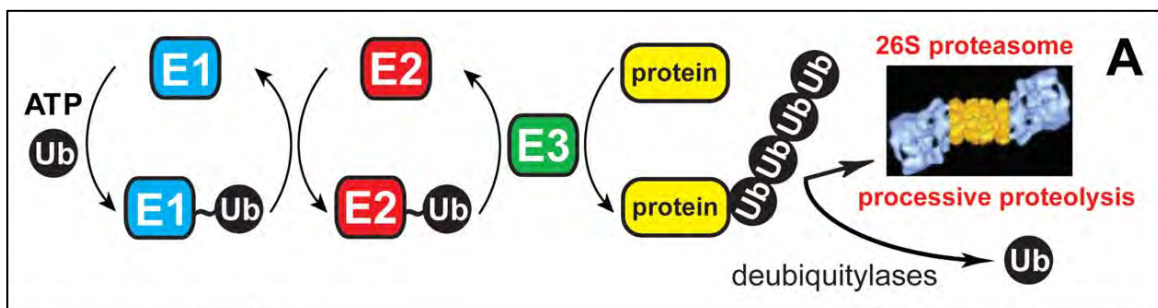 A
ATP
Ub
E1
E1 ~ Ub
E2
E2 ~ Ub
E3
protein
protein Ub Ub Ub Ub
26S proteasome
processive proteolysis
deubiquitylases
Ub